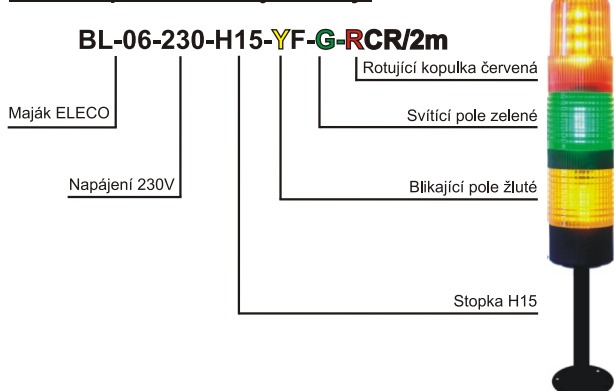 BL-06-230-H15-YF-G-RCR/2m
Rotující kopulka červená
Maják ELECO
Svítící pole zelené
Napájení 230V
Blikající pole žluté
Stopka H15